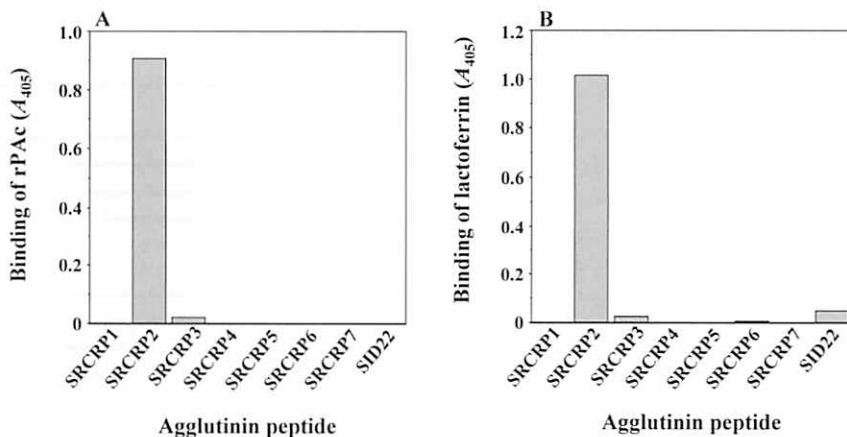 A
Binding of rPAc (A405)
1.0
0.8
0.6
0.4
0.2
0
SRCRP1
SRCRP2
SRCRP3
SRCRP4
SRCRP5
SRCRP6
SRCRP7
SID22
Agglutinin peptide
B
Binding of lactoferrin (A405)
1.2
1.0
0.8
0.6
0.4
0.2
0
SRCRP1
SRCRP2
SRCRP3
SRCRP4
SRCRP5
SRCRP6
SRCRP7
SID22
Agglutinin peptide